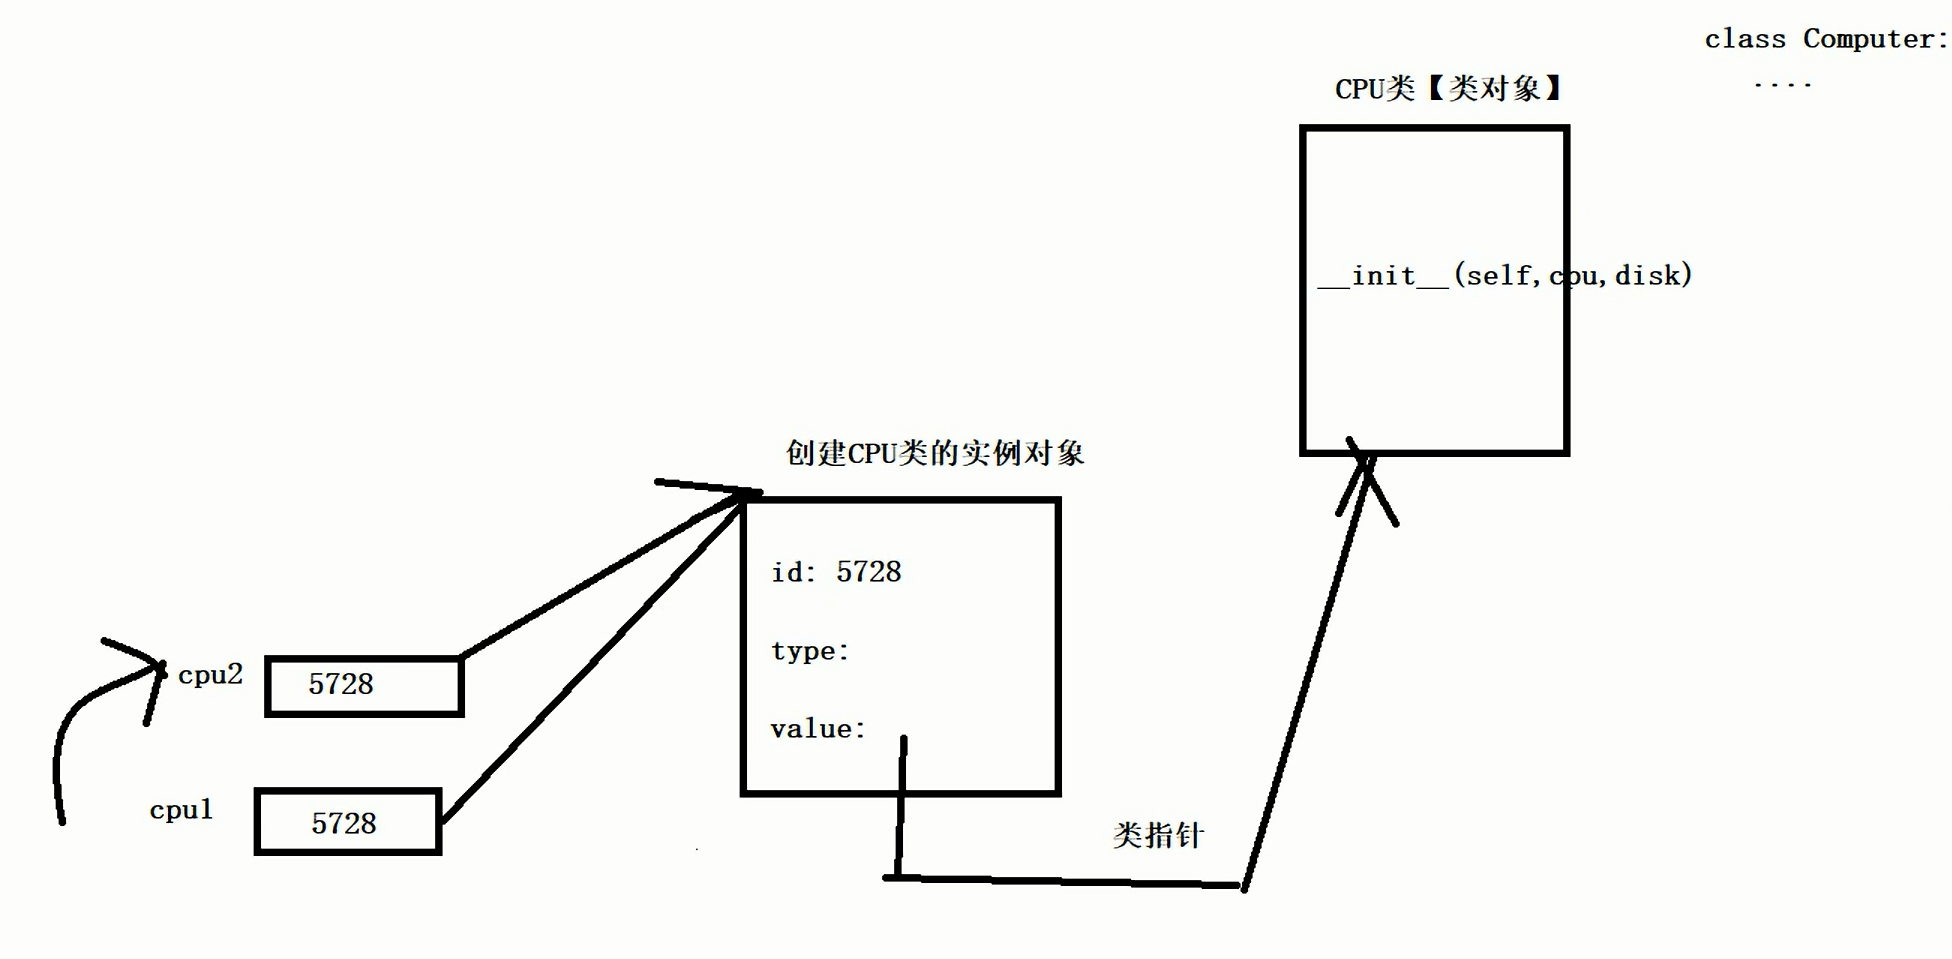 class Computer:
....
CPU类【类对象】
__init__(self,cpu,disk)
创建CPU类的实例对象
id: 5728
type:
value:
cpu2
5728
cpu1
5728
类指针